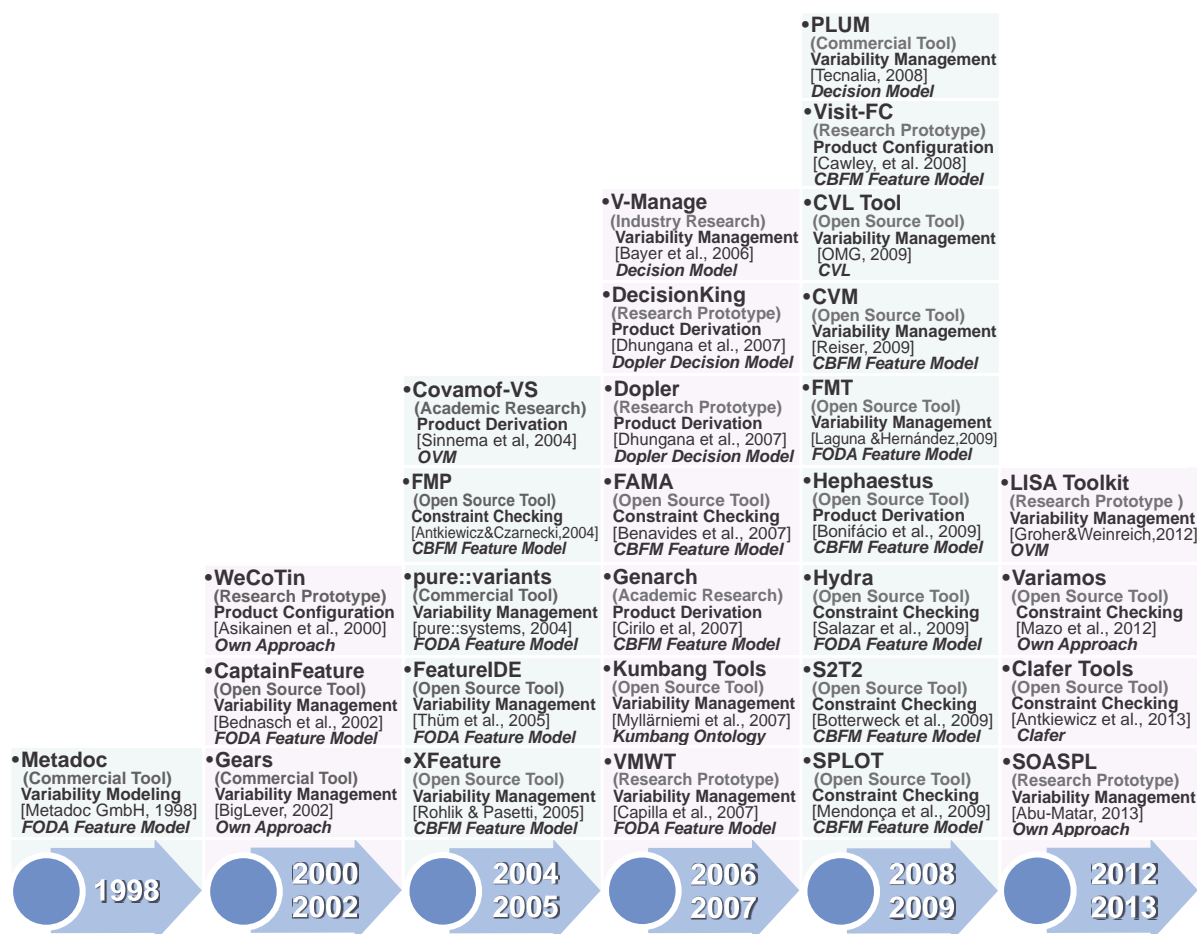 •Metadoc
(Commercial Tool)
Variability Modeling
[Metadoc GmbH, 1998]
FODA Feature Model
1998
•WeCoTin
(Research Prototype)
Product Configuration
[Asikainen et al., 2000]
Own Approach
•CaptainFeature
(Open Source Tool)
Variability Management
[Bednasch et al., 2002]
FODA Feature Model
•Gears
(Commercial Tool)
Variability Management
[BigLever, 2002]
Own Approach
2000
2002
•Covamof-VS
(Academic Research)
Product Derivation
[Sinnema et al, 2004]
OVM
•FMP
(Open Source Tool)
Constraint Checking
[Antkiewicz&Czarnecki,2004]
CBFM Feature Model
•pure::variants
(Commercial Tool)
Variability Management
[pure::systems, 2004]
FODA Feature Model
•FeatureIDE
(Open Source Tool)
Variability Management
[Thüm et al., 2005]
FODA Feature Model
•XFeature
(Open Source Tool)
Variability Management
[Rohlik & Pasetti, 2005]
CBFM Feature Model
2004
2005
•V-Manage
(Industry Research)
Variability Management
[Bayer et al., 2006]
Decision Model
•DecisionKing
(Research Prototype)
Product Derivation
[Dhungana et al., 2007]
Dopler Decision Model
•Dopler
(Research Prototype)
Product Derivation
[Dhungana et al., 2007]
Dopler Decision Model
•FAMA
(Open Source Tool)
Constraint Checking
[Benavides et al., 2007]
CBFM Feature Model
•Genarch
(Academic Research)
Product Derivation
[Cirilo et al, 2007]
CBFM Feature Model
•Kumbang Tools
(Open Source Tool)
Variability Management
[Myllärniemi et al., 2007]
Kumbang Ontology
•VMWT
(Research Prototype)
Variability Management
[Capilla et al., 2007]
FODA Feature Model
2006
2007
•PLUM
(Commercial Tool)
Variability Management
[Tecnalia, 2008]
Decision Model
•Visit-FC
(Research Prototype)
Product Configuration
[Cawley, et al. 2008]
CBFM Feature Model
•CVL Tool
(Open Source Tool)
Variability Management
[OMG, 2009]
CVL
•CVM
(Open Source Tool)
Variability Management
[Reiser, 2009]
CBFM Feature Model
•FMT
(Open Source Tool)
Variability Management
[Laguna &Hernández,2009]
FODA Feature Model
•Hephaestus
(Open Source Tool)
Product Derivation
[Bonifácio et al., 2009]
CBFM Feature Model
•Hydra
(Open Source Tool)
Constraint Checking
[Salazar et al., 2009]
FODA Feature Model
•S2T2
(Open Source Tool)
Constraint Checking
[Botterweck et al., 2009]
CBFM Feature Model
•SPLOT
(Open Source Tool)
Constraint Checking
[Mendonça et al., 2009]
CBFM Feature Model
2008
2009
•LISA Toolkit
(Research Prototype )
Variability Management
[Groher&Weinreich,2012]
OVM
•Variamos
(Open Source Tool)
Constraint Checking
[Mazo et al., 2012]
Own Approach
•Clafer Tools
(Open Source Tool)
Constraint Checking
[Antkiewicz et al., 2013]
Clafer
•SOASPL
(Research Prototype)
Variability Management
[Abu-Matar, 2013]
Own Approach
2012
2013